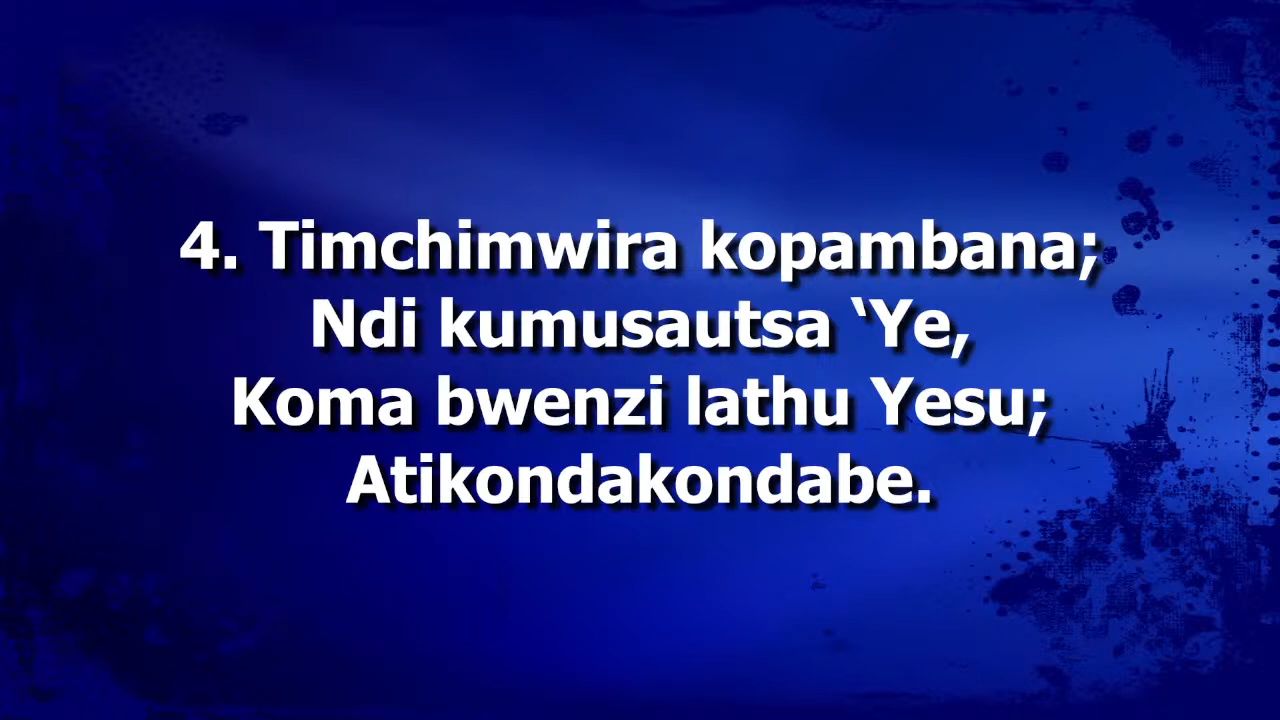 4. Timchimwira kopambana;
Ndi kumusautsa ‘Ye,
Koma bwenzi lathu Yesu;
Atikondakondabe.